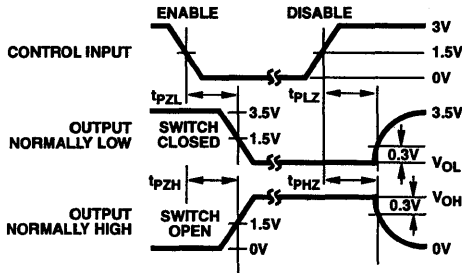 ENABLE DISABLE
3V
CONTROL INPUT 1.5V
0V
tPZL tPLZ
3.5V 3.5V
OUTPUT NORMALLY LOW
SWITCH CLOSED
1.5V
0.3V
VOL
tPZH tPHZ
VOH
OUTPUT NORMALLY HIGH
SWITCH OPEN
0.3V
1.5V
0V 0V